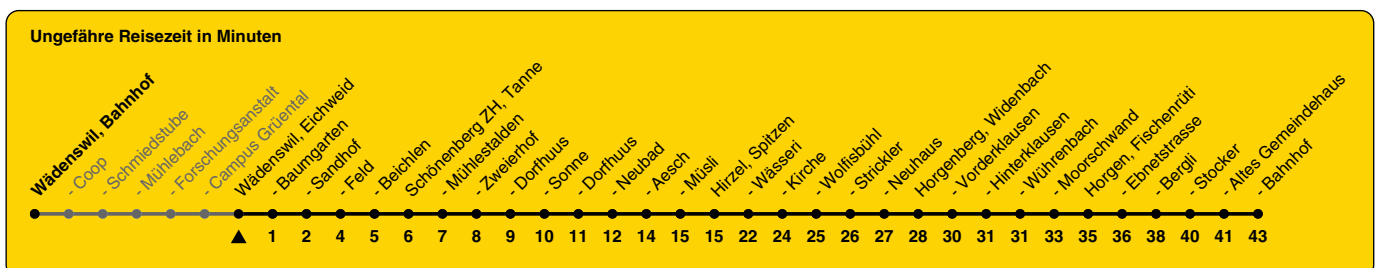 Ungefähre Reisezeit in Minuten
Wädenswil, Bahnhof
- Coop
- Schmiedstube
- Mühlebach
- Forschungsanstalt
- Campus Grüental
Wädenswil, Eichweid
- Baumgarten
- Sandhof
- Feld
- Beichlen
Schönenberg ZH, Tanne
- Mühlestalden
- Zweierhof
- Dorfhuus
- Sonne
- Dorfhuus
- Neubad
- Aesch
- Müsli
Hirzel, Spitzen
- Wässeri
- Kirche
- Wolfisbühl
- Strickler
- Neuhaus
Horgenberg, Widenbach
- Vorderklausen
- Hinterklausen
- Währenbach
- Moorschwand
Horgen, Fischenrüti
- Ebnetstrasse
- Bergli
- Stocker
- Altes Gemeindehaus
- Bahnhof
1 2 4 5 6 7 8 9 10 11 12 14 15 15 22 24 25 26 27 28 30 31 31 33 35 36 38 40 41 43